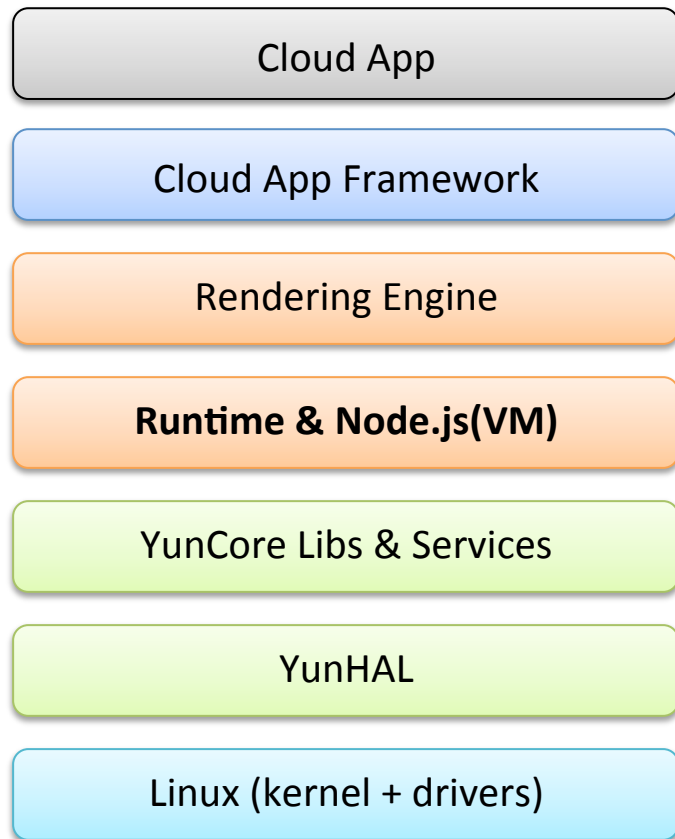 Cloud App
Cloud App Framework
Rendering Engine
Runtime & Node.js(VM)
YunCore Libs & Services
YunHAL
Linux (kernel + drivers)